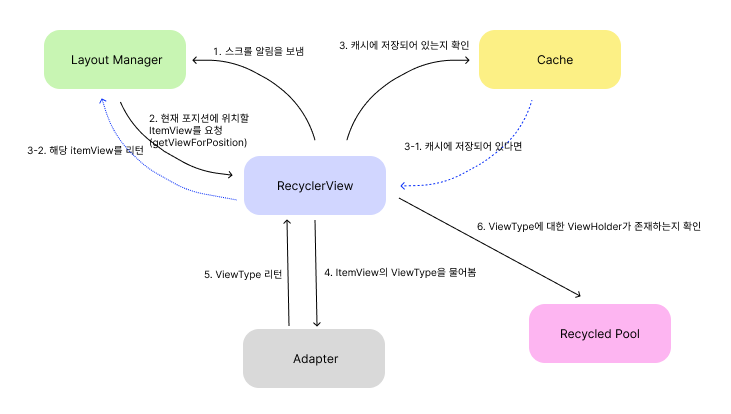 Layout Manager
1. 스크롤 알림을 보냄
3. 캐시에 저장되어 있는지 확인
Cache
2. 현재 포지션에 위치할
ItemView를 요청
(getViewForPosition)
3-2. 해당 itemView를 리턴
3-1. 캐시에 저장되어 있다면
RecyclerView
6. ViewType에 대한 ViewHolder가 존재하는지 확인
5. ViewType 리턴
4. ItemView의 ViewType을 물어봄
Recycled Pool
Adapter